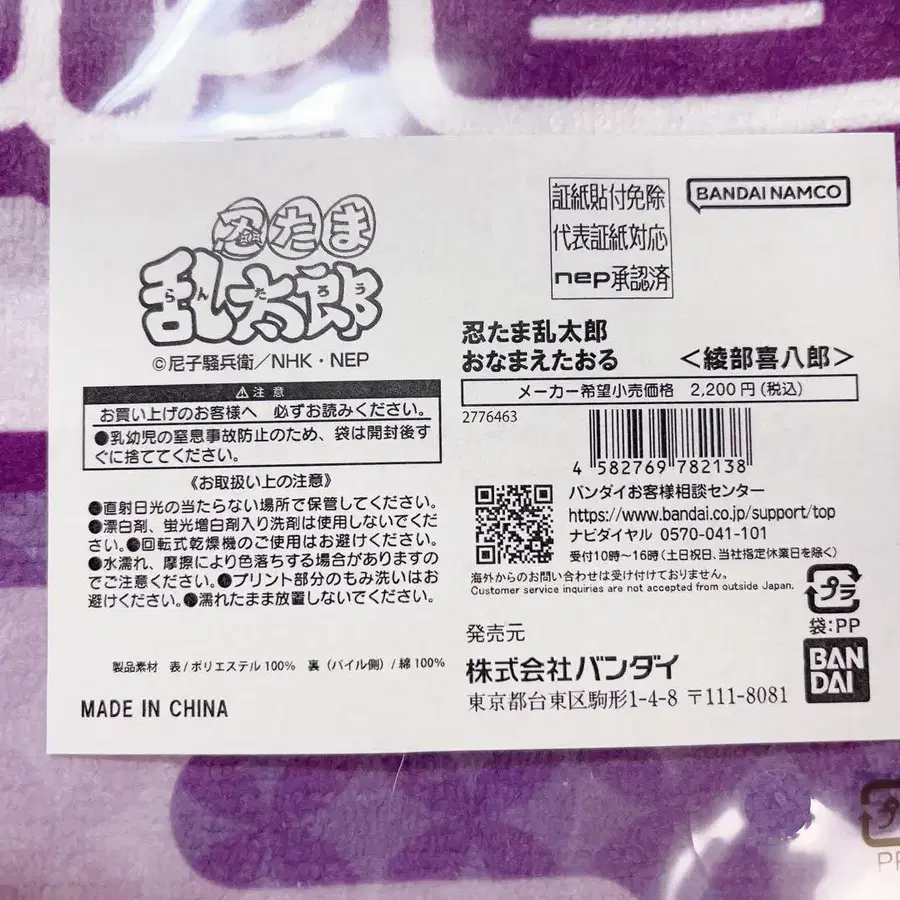 忍たま
乱太郎
らんたろう
©尼子騒兵衛/NHK・NEP
⚠注意
お買い上げのお客様へ 必ずお読みください。
●乳幼児の窒息事故防止のため、袋は開封後す
ぐに捨ててください。
《お取扱い上の注意》
●直射日光の当たらない場所で保管してください。
●漂白剤、蛍光増白剤入り洗剤は使用しないでくだ
さい。●回転式乾燥機のご使用はお避けください。
●水濡れ、摩擦により色落ちする場合がありますの
でご注意ください。●プリント部分のもみ洗いはお
避けください。●濡れたまま放置しないでください。
製品素材 表/ポリエステル100% 裏(パイル側)/綿100%
MADE IN CHINA
証紙貼付免除
代表証紙対応
nep承認済
BANDAI NAMCO
忍たま乱太郎
おなまえたおる <綾部喜八郎>
メーカー希望小売価格 2,200円(税込)
2776463
4 582769 782138
バンダイお客様相談センター
https://www.bandai.co.jp/support/top
ナビダイヤル 0570-041-101
受付10時~16時(土日祝日、当社指定休業日を除く)
海外からのお問い合わせは受け付けておりません。
Customer service inquiries are not accepted from outside Japan.
プラ
袋:PP
発売元
株式会社バンダイ
東京都台東区駒形1-4-8 〒111-8081
BAN
DAI
プラ
PP